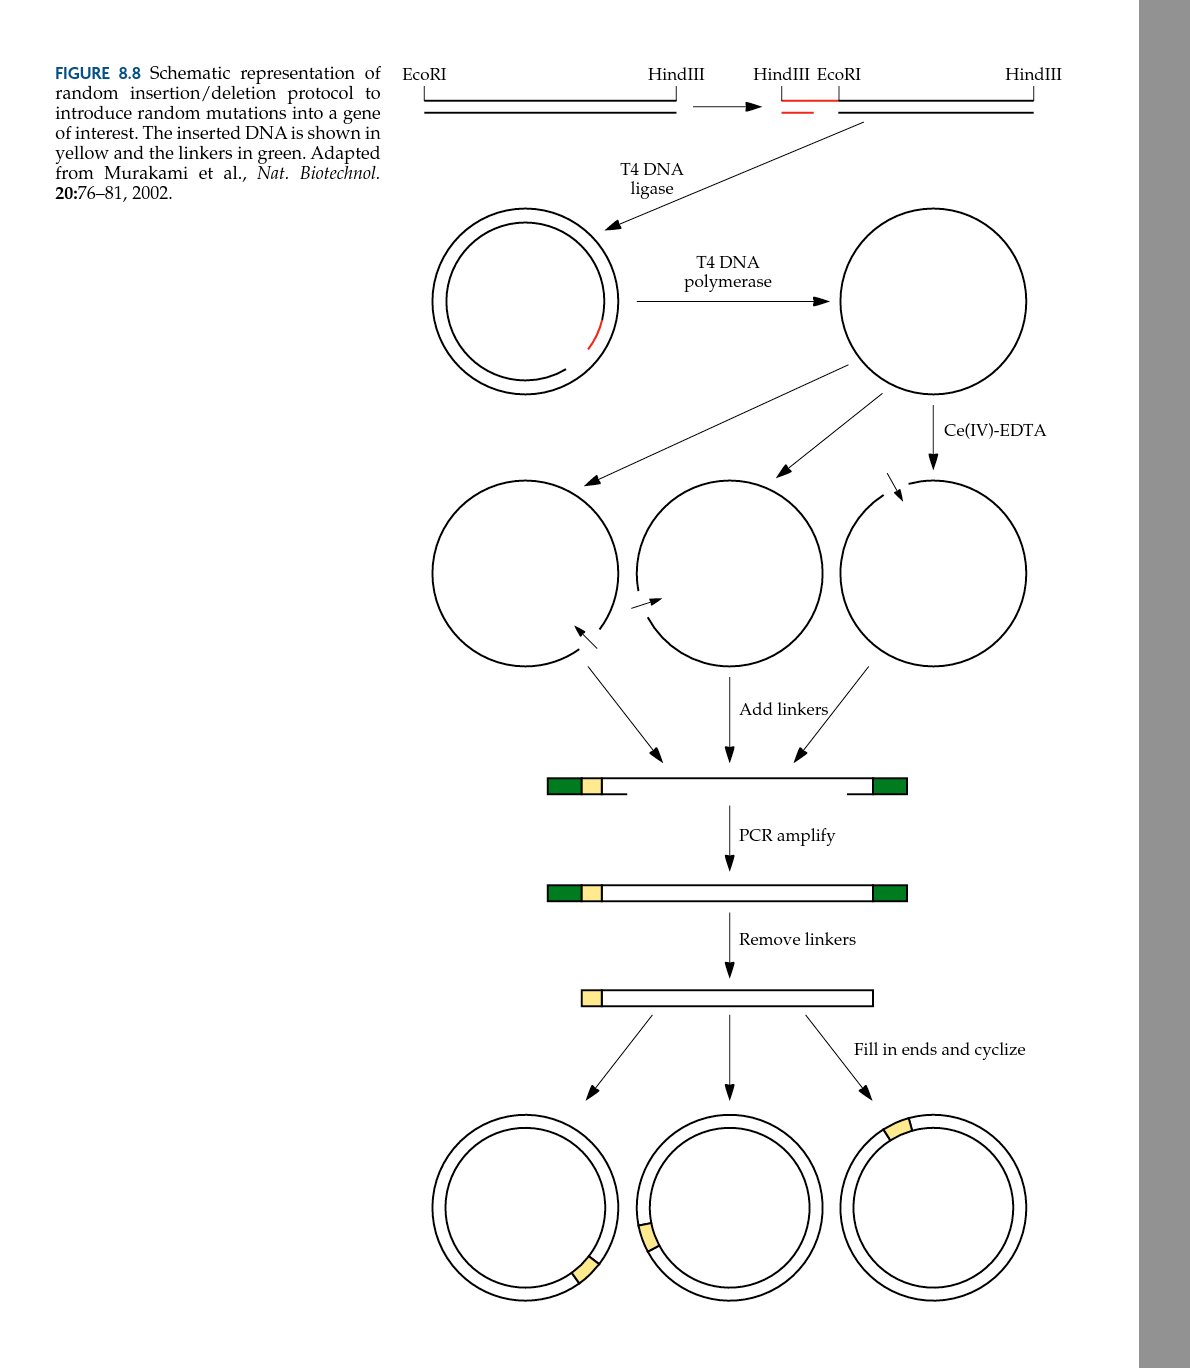 FIGURE 8.8 Schematic representation of
random insertion/deletion protocol to
introduce random mutations into a gene
of interest. The inserted DNA is shown in
yellow and the linkers in green. Adapted
from Murakami et al., Nat. Biotechnol.
20:76–81, 2002.
EcoRI HindIII HindIII EcoRI HindIII
T4 DNA
ligase
T4 DNA
polymerase
Ce(IV)-EDTA
Add linkers
PCR amplify
Remove linkers
Fill in ends and cyclize